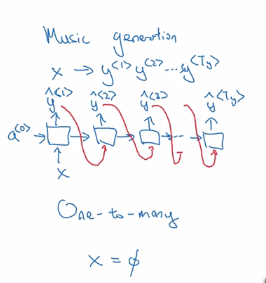 Music generation
x → y<1> y<2> ... y<Ty>
ŷ<1> ŷ<2> ŷ<3> ŷ<Ty>
a<0> → → → ... →
x
One-to-many
x = ∅